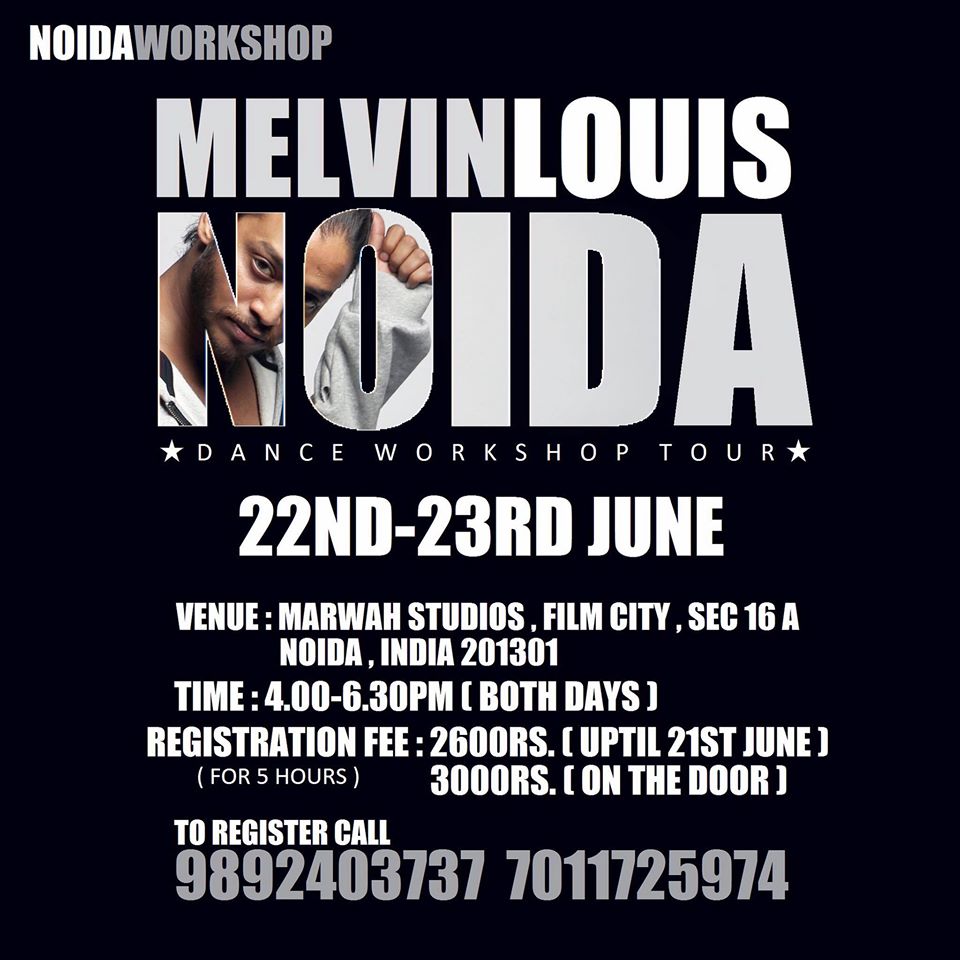 NOIDAWORKSHOP
MELVINLOUIS
NOIDA
★DANCE WORKSHOP TOUR★
22ND-23RD JUNE
VENUE : MARWAH STUDIOS , FILM CITY , SEC 16 A
NOIDA , INDIA 201301
TIME : 4.00-6.30PM ( BOTH DAYS )
REGISTRATION FEE : 2600RS. ( UPTIL 21ST JUNE )
( FOR 5 HOURS ) 3000RS. ( ON THE DOOR )
TO REGISTER CALL
9892403737 7011725974